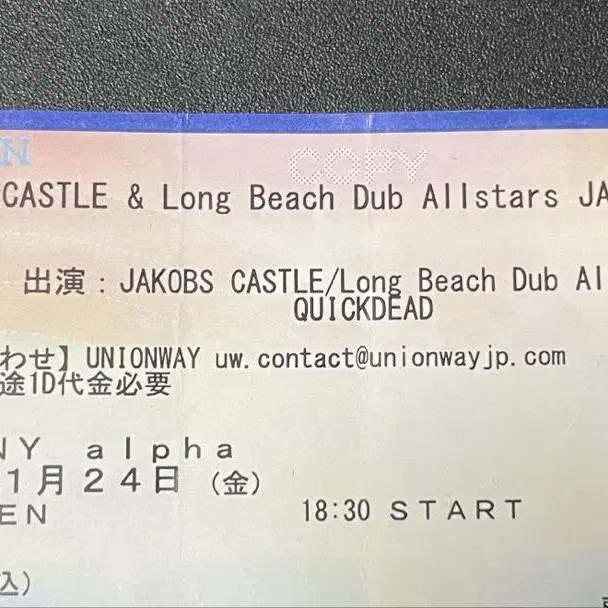 N
COPY
CASTLE & Long Beach Dub Allstars JA
出演：JAKOBS CASTLE/Long Beach Dub Al
QUICKDEAD
わせ】UNIONWAY uw.contact@unionwayjp.com
途1D代金必要
NY alpha
1月24日（金）
EN 18:30 START
込）